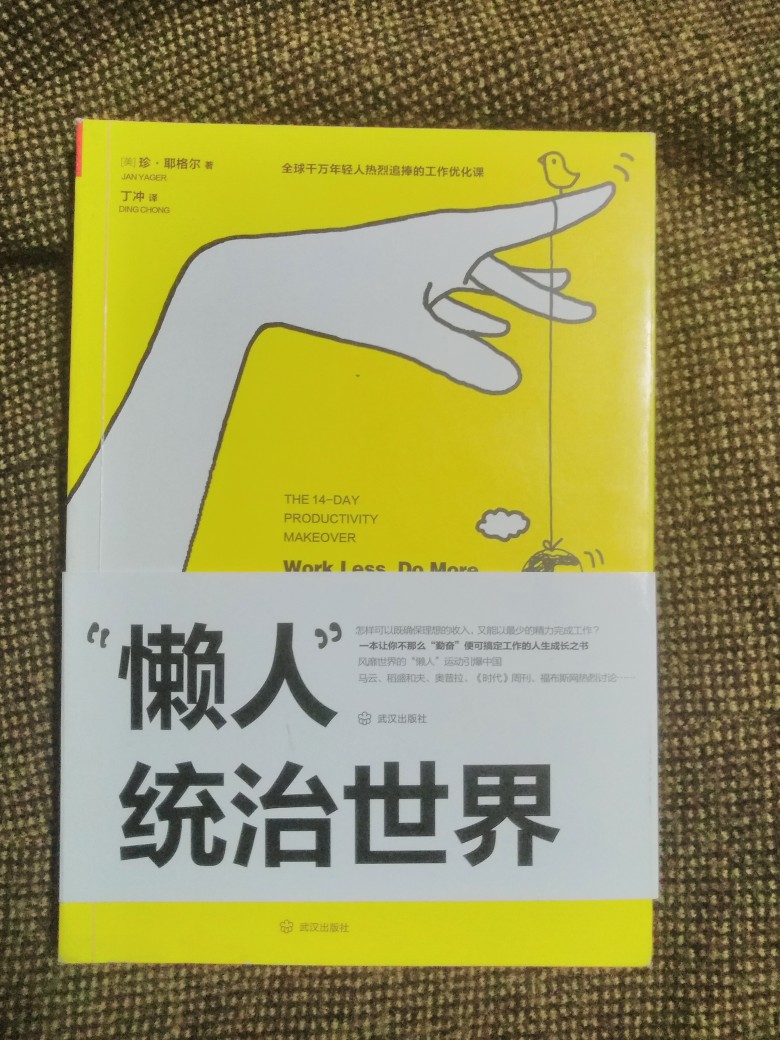 [美] 珍·耶格尔 著
JAN YAGER
丁冲 译
DING CHONG
全球千万年轻人热烈追捧的工作优化课
THE 14-DAY
PRODUCTIVITY
MAKEOVER
Work Less, Do More
“懒人”
统治世界
怎样可以既确保理想的收入，又能以最少的精力完成工作？
一本让你不那么“勤奋”便可搞定工作的人生成长之书
风靡世界的“懒人”运动引爆中国
马云、稻盛和夫、奥普拉、《时代》周刊、福布斯网热烈讨论……
武汉出版社
武汉出版社